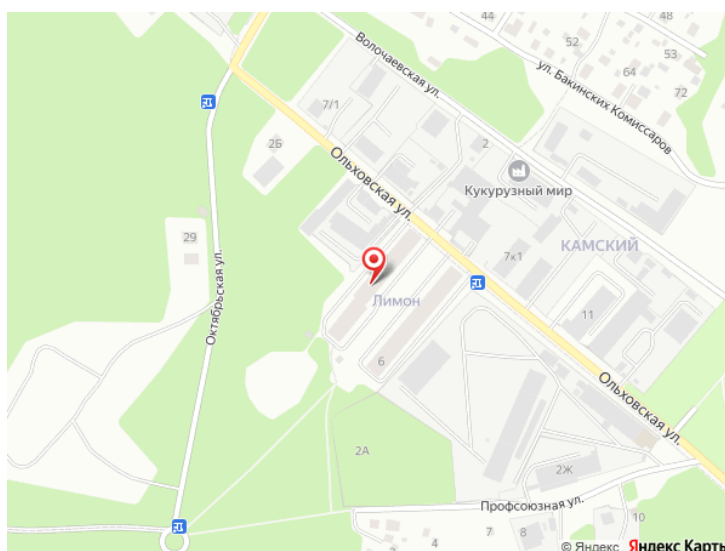 44
52
53
64
72
Волочаевская ул.
ул. Бакинских Комиссаров
7/1
2Б
2
Ольховская ул.
Кукурузный мир
29
КАМСКИЙ
7к1
Октябрьская ул.
Лимон
11
6
Ольховская ул.
2А
2Ж
Профсоюзная ул.
4
7
8
10
© Яндекс Яндекс Карты